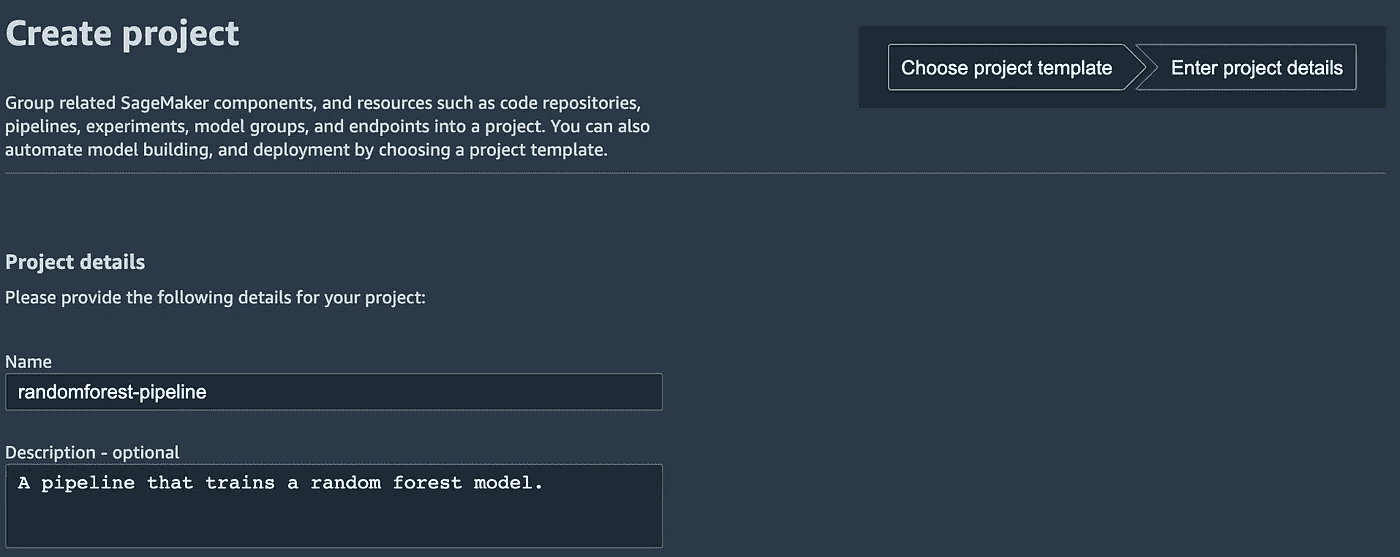 Create project
Choose project template
Enter project details
Group related SageMaker components, and resources such as code repositories,
pipelines, experiments, model groups, and endpoints into a project. You can also
automate model building, and deployment by choosing a project template.
Project details
Please provide the following details for your project:
Name
randomforest-pipeline
Description - optional
A pipeline that trains a random forest model.